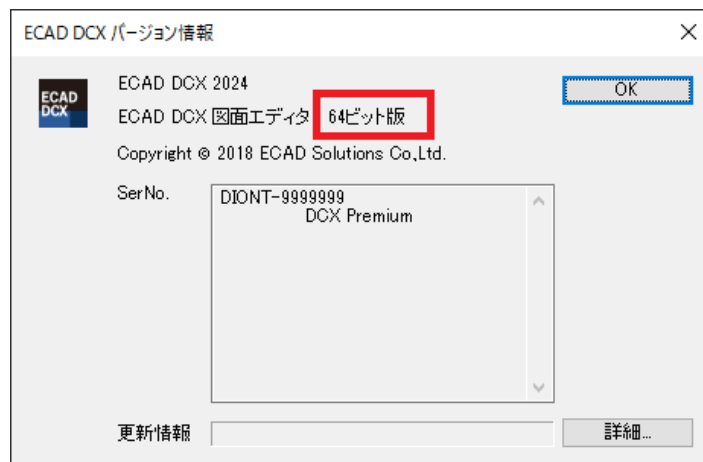 ECAD DCX バージョン情報
ECAD DCX
ECAD DCX 2024
OK
ECAD DCX 図面エディタ 64ビット版
Copyright © 2018 ECAD Solutions Co,Ltd.
SerNo.
DIONT-9999999
DCX Premium
更新情報
詳細...